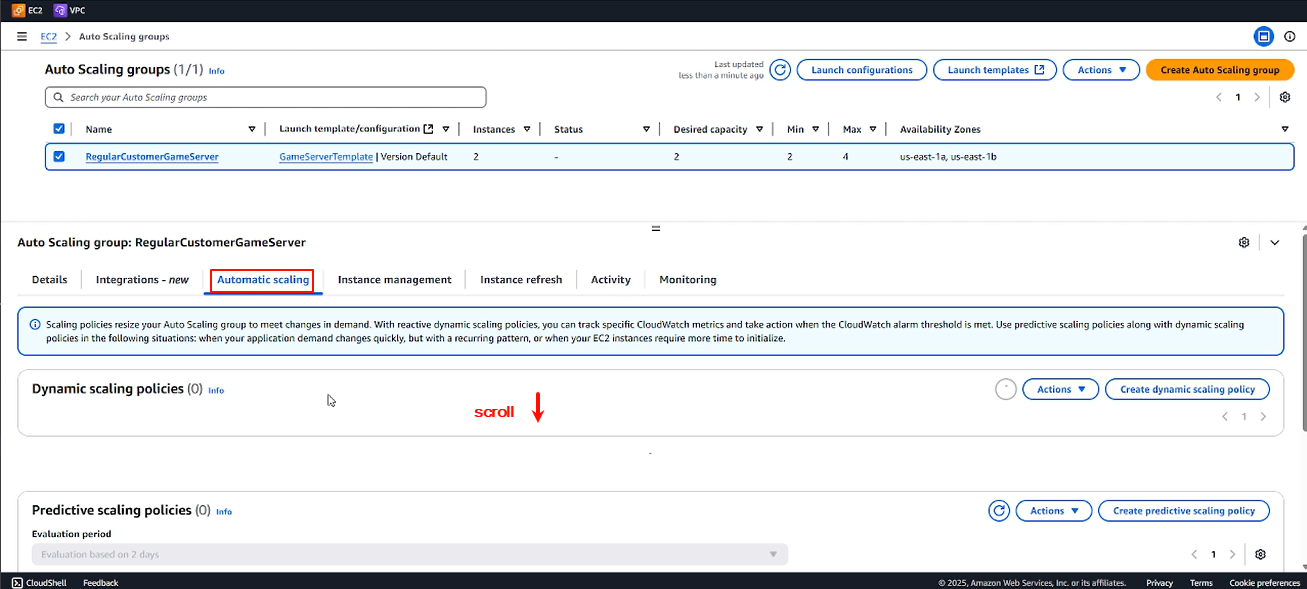 EC2 VPC
EC2 > Auto Scaling groups
Auto Scaling groups (1/1) Info
Last updated
less than a minute ago
Launch configurations
Launch templates
Actions
Create Auto Scaling group
Search your Auto Scaling groups
1
Name Launch template/configuration Instances Status Desired capacity Min Max Availability Zones
RegularCustomerGameServer GameServerTemplate | Version Default 2 - 2 2 4 us-east-1a, us-east-1b
Auto Scaling group: RegularCustomerGameServer
Details Integrations - new Automatic scaling Instance management Instance refresh Activity Monitoring
Scaling policies resize your Auto Scaling group to meet changes in demand. With reactive dynamic scaling policies, you can track specific CloudWatch metrics and take action when the CloudWatch alarm threshold is met. Use predictive scaling policies along with dynamic scaling
policies in the following situations: when your application demand changes quickly, but with a recurring pattern, or when your EC2 instances require more time to initialize.
Dynamic scaling policies (0) Info
Actions
Create dynamic scaling policy
scroll
1
Predictive scaling policies (0) Info
Actions
Create predictive scaling policy
Evaluation period
Evaluation based on 2 days
1
CloudShell Feedback © 2025, Amazon Web Services, Inc. or its affiliates. Privacy Terms Cookie preferences